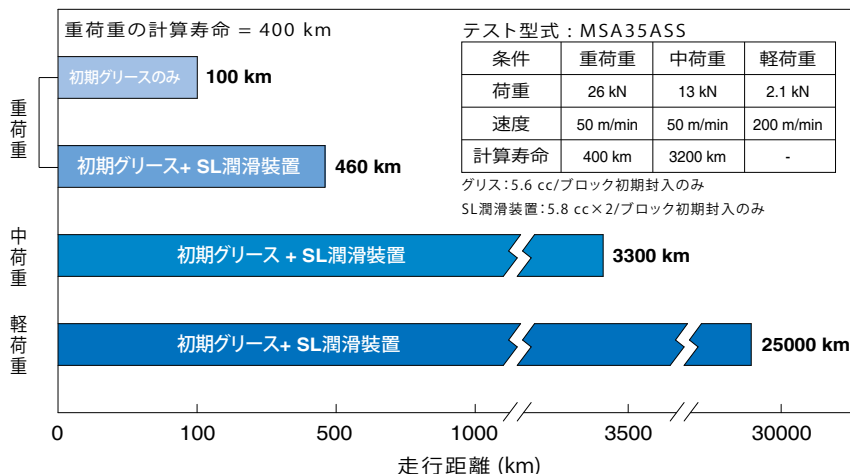 重荷重の計算寿命 = 400 km
テスト型式 : MSA35ASS
条件 重荷重 中荷重 軽荷重
荷重 26 kN 13 kN 2.1 kN
速度 50 m/min 50 m/min 200 m/min
計算寿命 400 km 3200 km -
グリス：5.6 cc/ブロック初期封入のみ
SL潤滑装置：5.8 cc×2/ブロック初期封入のみ
重荷重
初期グリースのみ 100 km
初期グリース+ SL潤滑装置 460 km
中荷重
初期グリース + SL潤滑裝置 3300 km
軽荷重
初期グリース+ SL潤滑裝置 25000 km
0 100 500 1000 3500 30000
走行距離 (km)